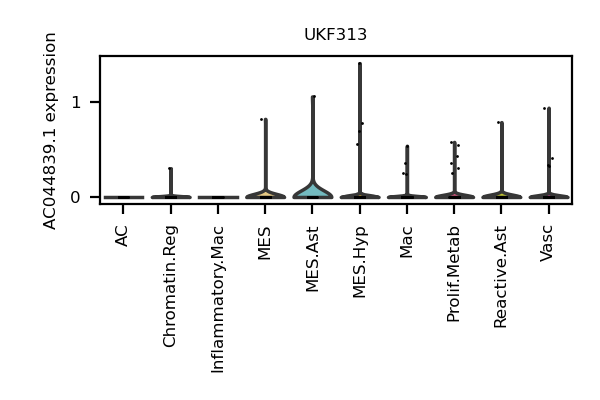 UKF313
AC044839.1 expression
1
0
AC
Chromatin.Reg
Inflammatory.Mac
MES
MES.Ast
MES.Hyp
Mac
Prolif.Metab
Reactive.Ast
Vasc